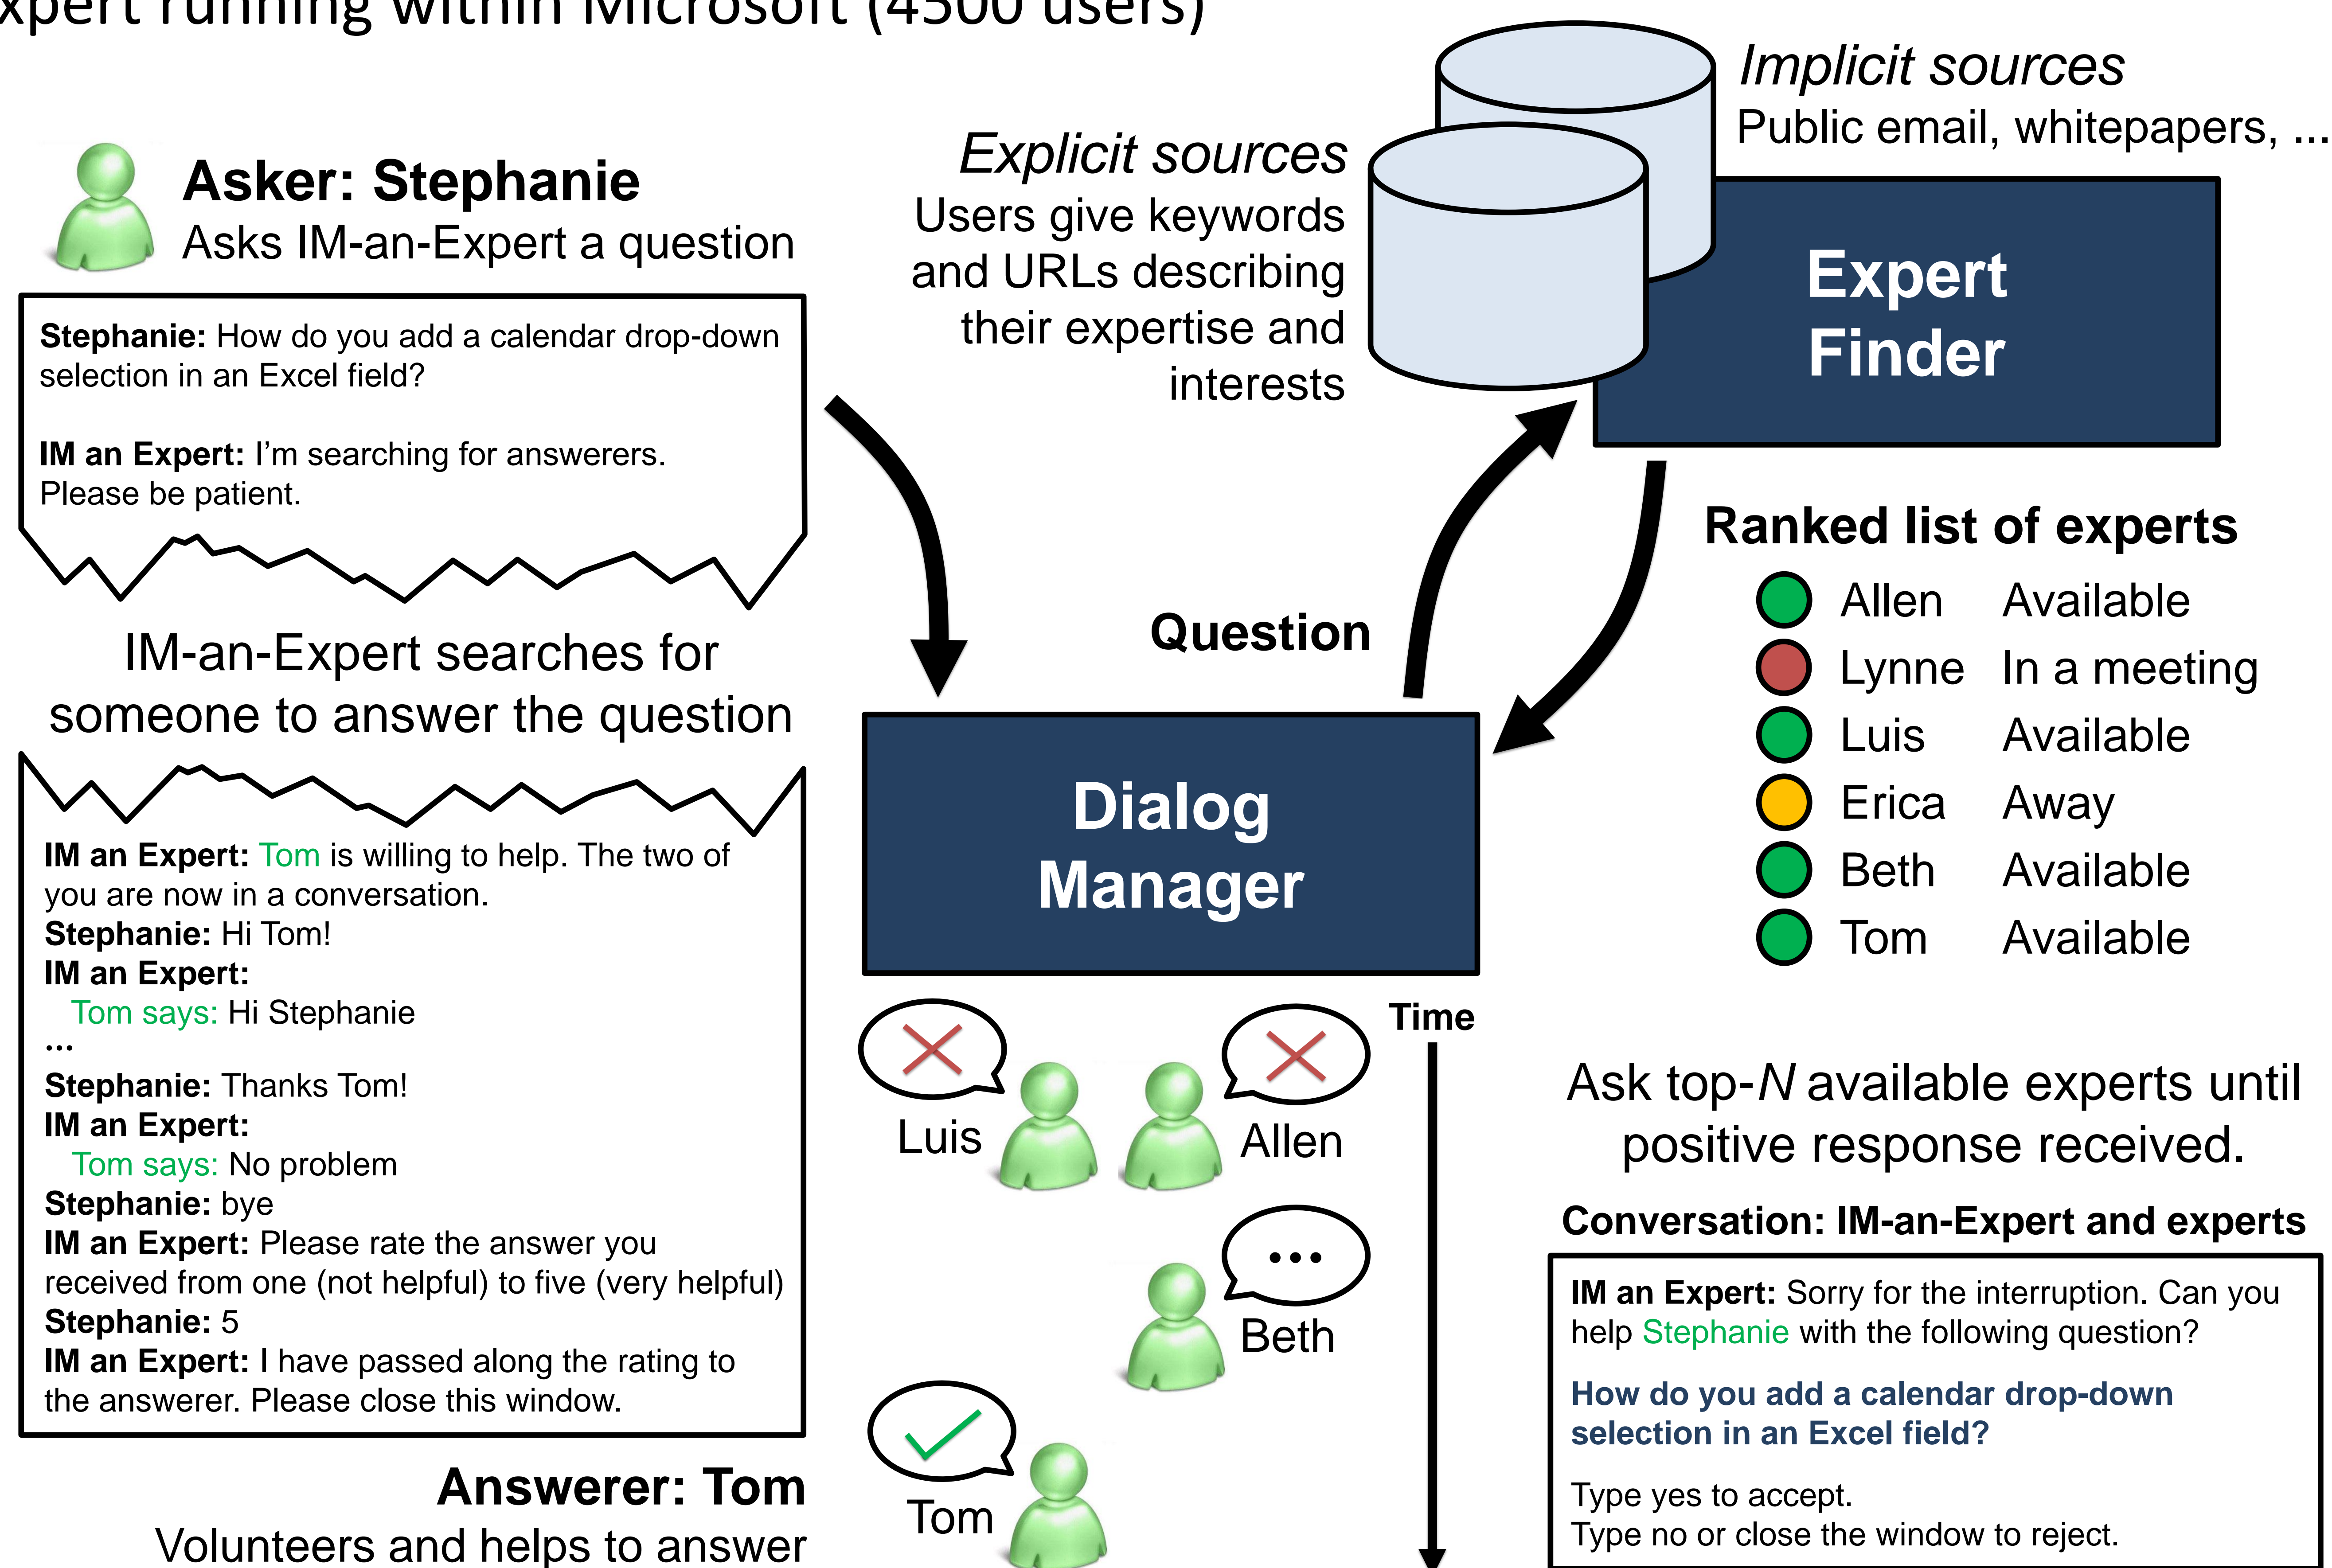 xpert running within Microsoft (4500 users)
Asker: Stephanie
Asks IM-an-Expert a question
Stephanie: How do you add a calendar drop-down
selection in an Excel field?
IM an Expert: I'm searching for answerers.
Please be patient.
IM-an-Expert searches for
someone to answer the question
IM an Expert: Tom is willing to help. The two of
you are now in a conversation.
Stephanie: Hi Tom!
IM an Expert:
Tom says: Hi Stephanie
...
Stephanie: Thanks Tom!
IM an Expert:
Tom says: No problem
Stephanie: bye
IM an Expert: Please rate the answer you
received from one (not helpful) to five (very helpful)
Stephanie: 5
IM an Expert: I have passed along the rating to
the answerer. Please close this window.
Answerer: Tom
Volunteers and helps to answer
Explicit sources
Users give keywords
and URLs describing
their expertise and
interests
Implicit sources
Public email, whitepapers, ...
Expert
Finder
Question
Dialog
Manager
Ranked list of experts
Allen Available
Lynne In a meeting
Luis Available
Erica Away
Beth Available
Tom Available
Time
Luis
Allen
...
Beth
Tom
Ask top-N available experts until
positive response received.
Conversation: IM-an-Expert and experts
IM an Expert: Sorry for the interruption. Can you
help Stephanie with the following question?
How do you add a calendar drop-down
selection in an Excel field?
Type yes to accept.
Type no or close the window to reject.